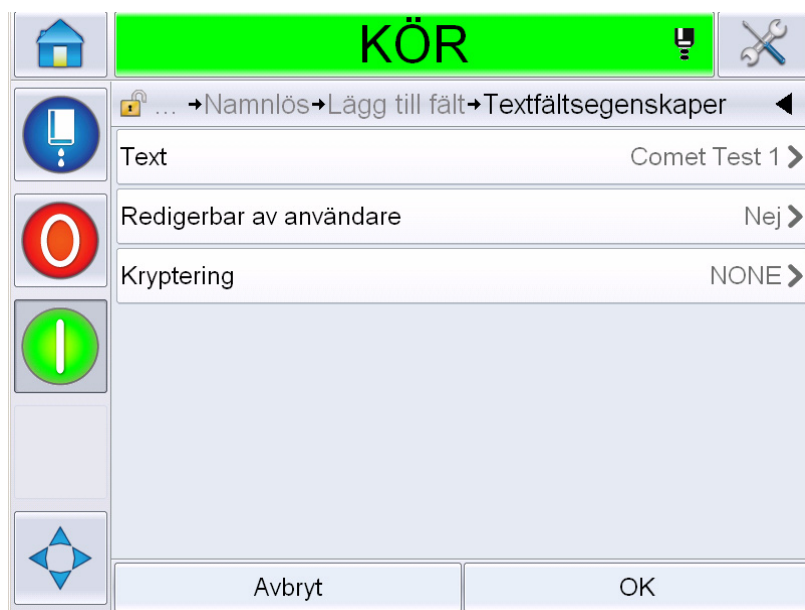 KÖR
... →Namnlös→Lägg till fält→Textfältsegenskaper
Text Comet Test 1
Redigerbar av användare Nej
Kryptering NONE
Avbryt OK